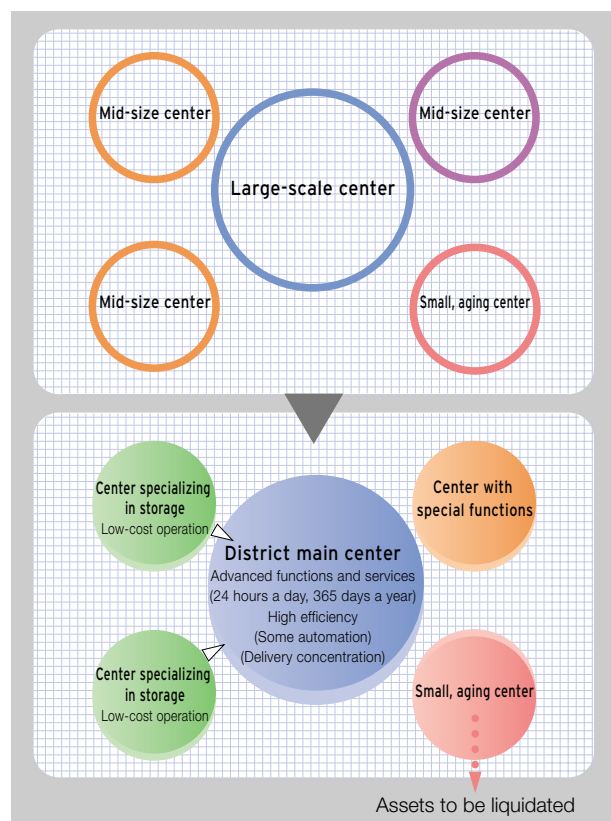 Mid-size center
Mid-size center
Large-scale center
Mid-size center
Small, aging center
Center specializing
in storage
Low-cost operation
Center with
special functions
District main center
Advanced functions and services
(24 hours a day, 365 days a year)
High efficiency
(Some automation)
(Delivery concentration)
Center specializing
in storage
Low-cost operation
Small, aging center
Assets to be liquidated